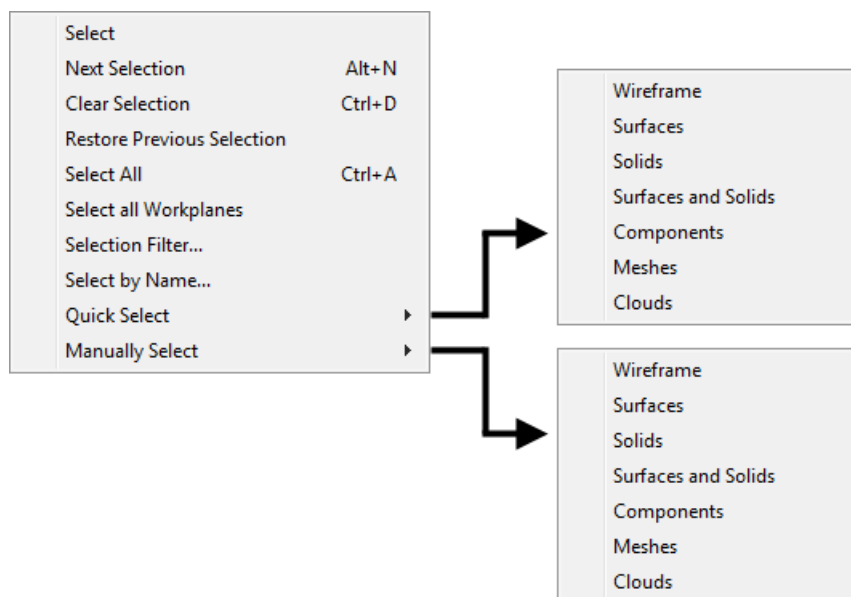 Select
Next Selection Alt+N
Clear Selection Ctrl+D
Restore Previous Selection
Select All Ctrl+A
Select all Workplanes
Selection Filter...
Select by Name...
Quick Select
Manually Select
Wireframe
Surfaces
Solids
Surfaces and Solids
Components
Meshes
Clouds
Wireframe
Surfaces
Solids
Surfaces and Solids
Components
Meshes
Clouds